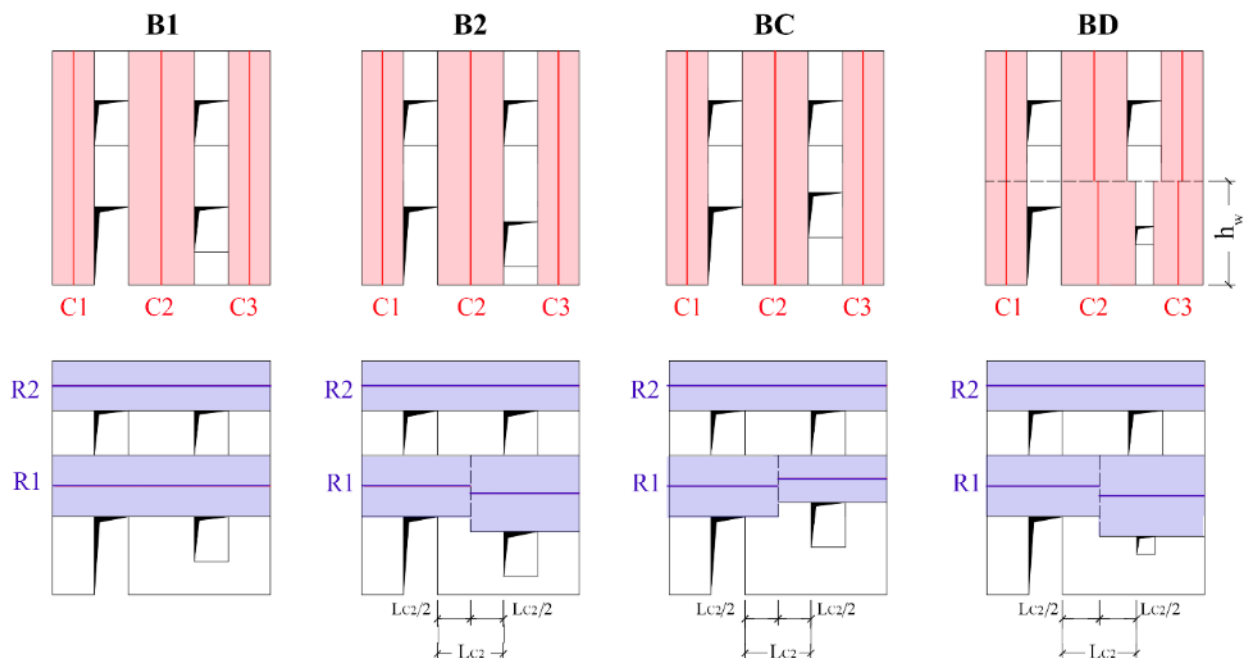 B1 B2 BC BD
h_w
C1 C2 C3 C1 C2 C3 C1 C2 C3 C1 C2 C3
R2 R2 R2 R2
R1 R1 R1 R1
LC2/2 LC2/2 LC2/2 LC2/2 LC2/2 LC2/2
LC2 LC2 LC2